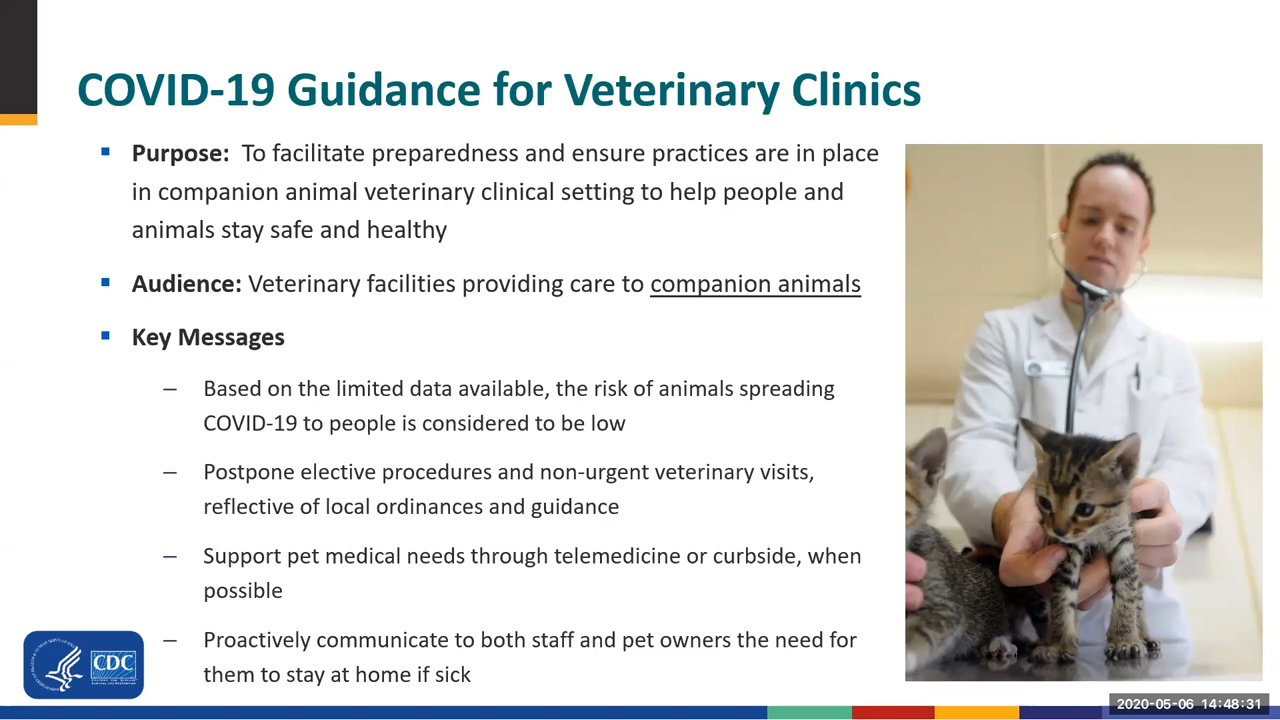 COVID-19 Guidance for Veterinary Clinics
▪ Purpose:  To facilitate preparedness and ensure practices are in place
in companion animal veterinary clinical setting to help people and
animals stay safe and healthy
▪ Audience: Veterinary facilities providing care to companion animals
▪ Key Messages
– Based on the limited data available, the risk of animals spreading
COVID-19 to people is considered to be low
– Postpone elective procedures and non-urgent veterinary visits,
reflective of local ordinances and guidance
– Support pet medical needs through telemedicine or curbside, when
possible
– Proactively communicate to both staff and pet owners the need for
them to stay at home if sick
CDC
2020-05-06 14:48:31